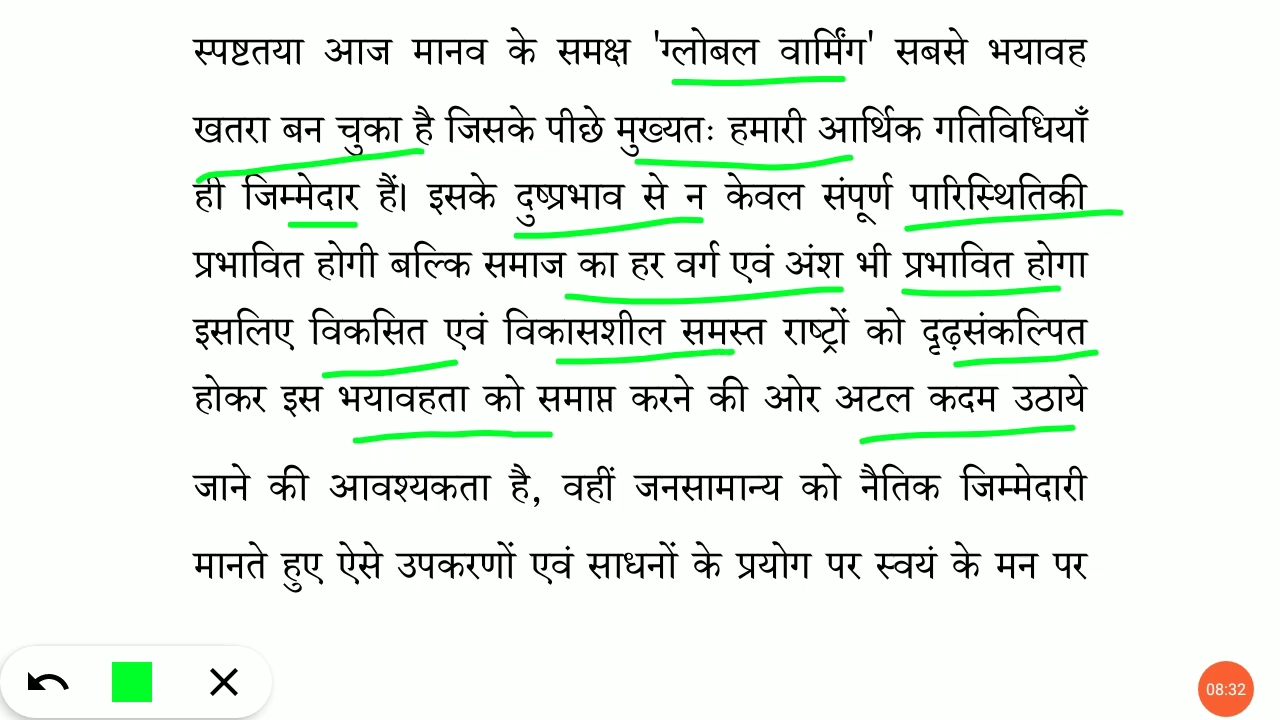 स्पष्टतया आज मानव के समक्ष 'ग्लोबल वार्मिंग' सबसे भयावह
खतरा बन चुका है जिसके पीछे मुख्यतः हमारी आर्थिक गतिविधियाँ
ही जिम्मेदार हैं। इसके दुष्प्रभाव से न केवल संपूर्ण पारिस्थितिकी
प्रभावित होगी बल्कि समाज का हर वर्ग एवं अंश भी प्रभावित होगा
इसलिए विकसित एवं विकासशील समस्त राष्ट्रों को दृढ़संकल्पित
होकर इस भयावहता को समाप्त करने की ओर अटल कदम उठाये
जाने की आवश्यकता है, वहीं जनसामान्य को नैतिक जिम्मेदारी
मानते हुए ऐसे उपकरणों एवं साधनों के प्रयोग पर स्वयं के मन पर
08:32